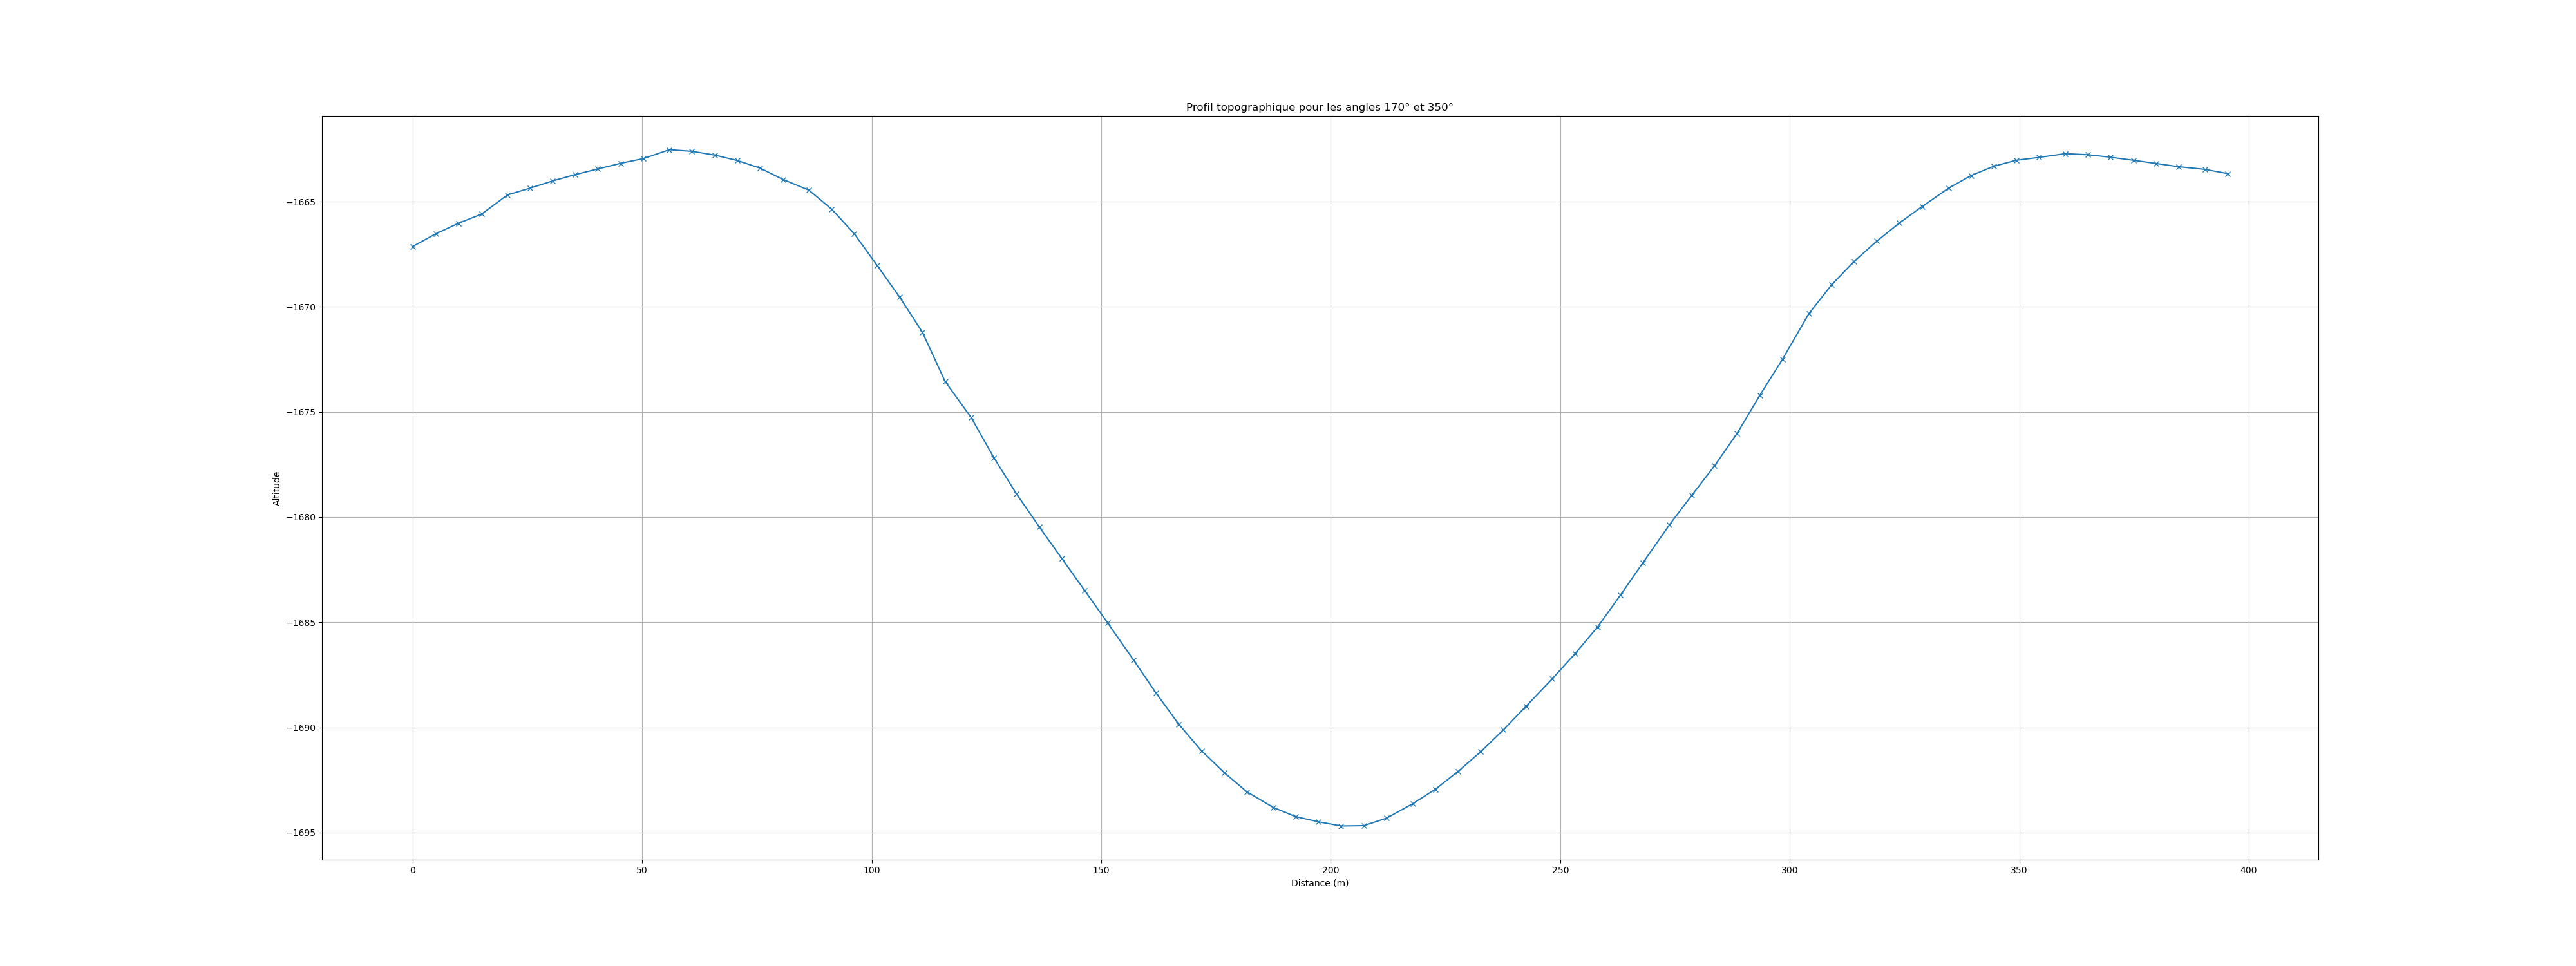 Profil topographique pour les angles 170° et 350°
Altitude
−1665
−1670
−1675
−1680
−1685
−1690
−1695
0 50 100 150 200 250 300 350 400
Distance (m)